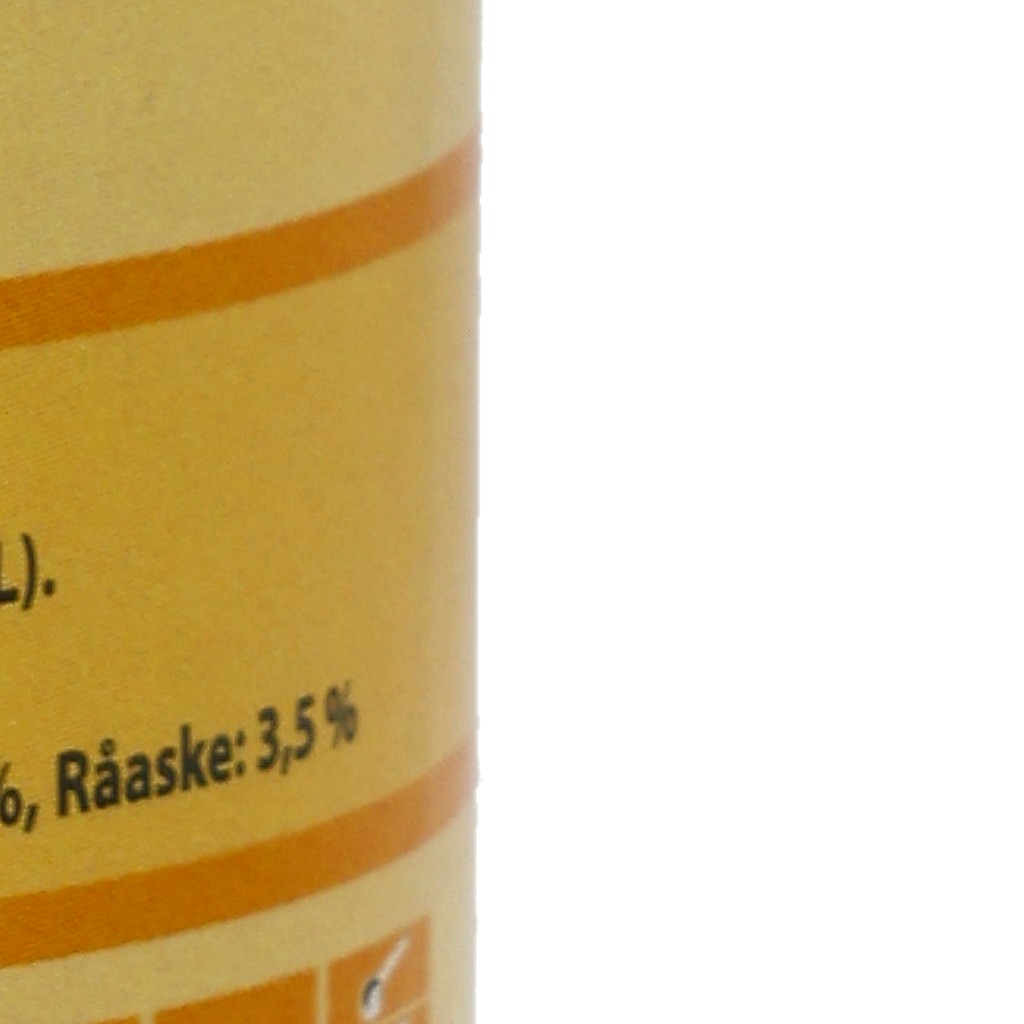 L).
%, Råaske: 3,5 %